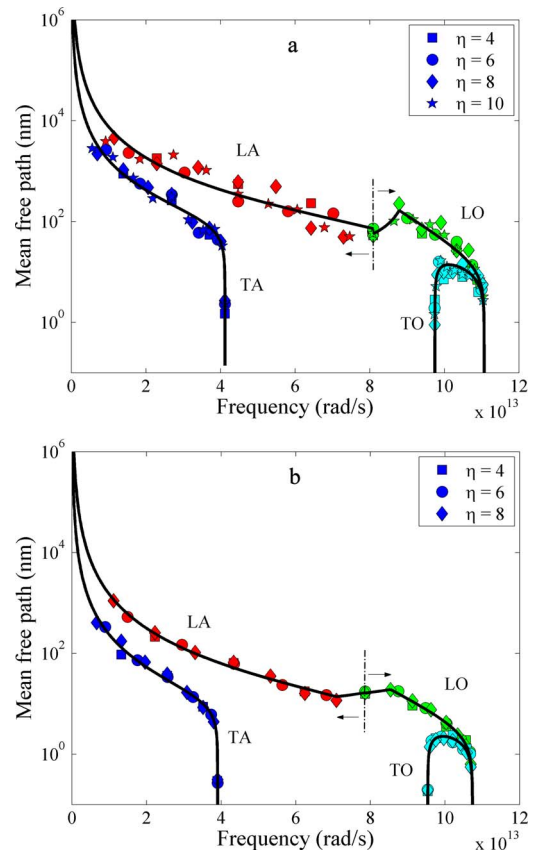 a
η = 4
η = 6
η = 8
η = 10
LA
LO
TA
TO
Mean free path (nm)
10^6
10^4
10^2
10^0
0 2 4 6 8 10 12
Frequency (rad/s)
x 10^13
b
η = 4
η = 6
η = 8
LA
LO
TA
TO
Mean free path (nm)
10^6
10^4
10^2
10^0
0 2 4 6 8 10 12
Frequency (rad/s)
x 10^13